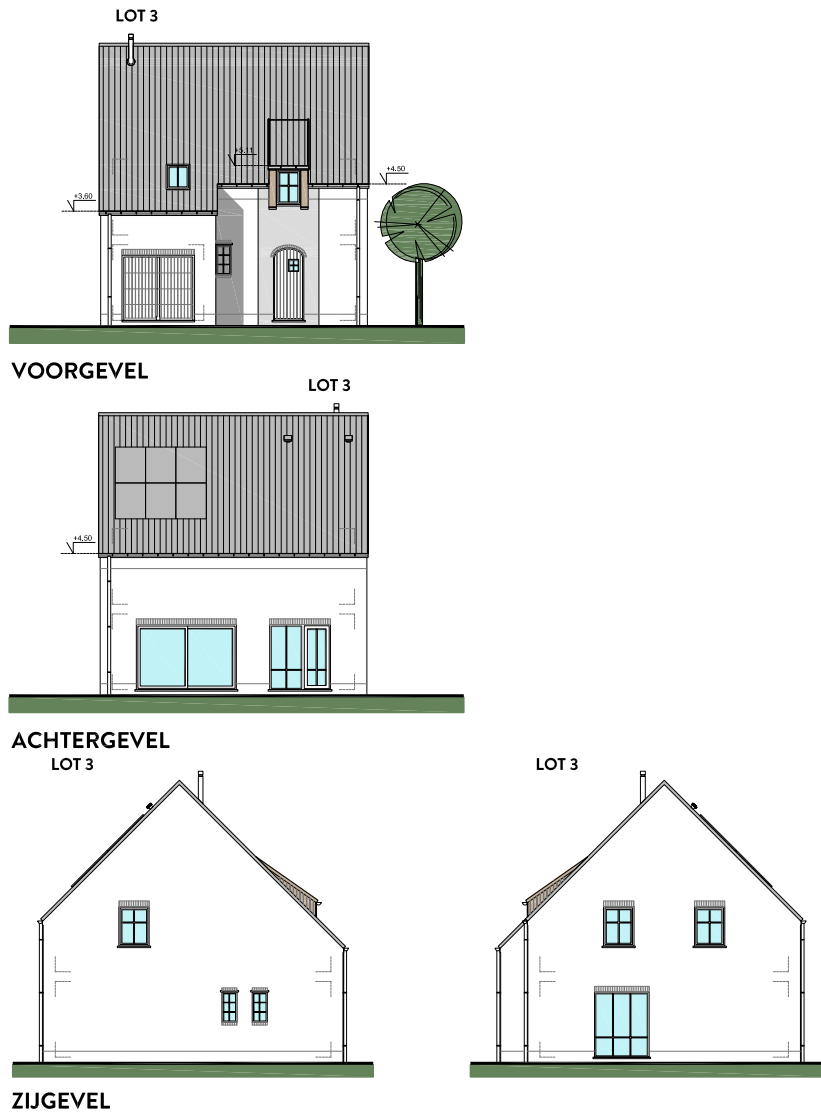 LOT 3
+5.11
+4.50
+3.60
VOORGEVEL
LOT 3
+4.50
ACHTERGEVEL
LOT 3
LOT 3
ZIJGEVEL